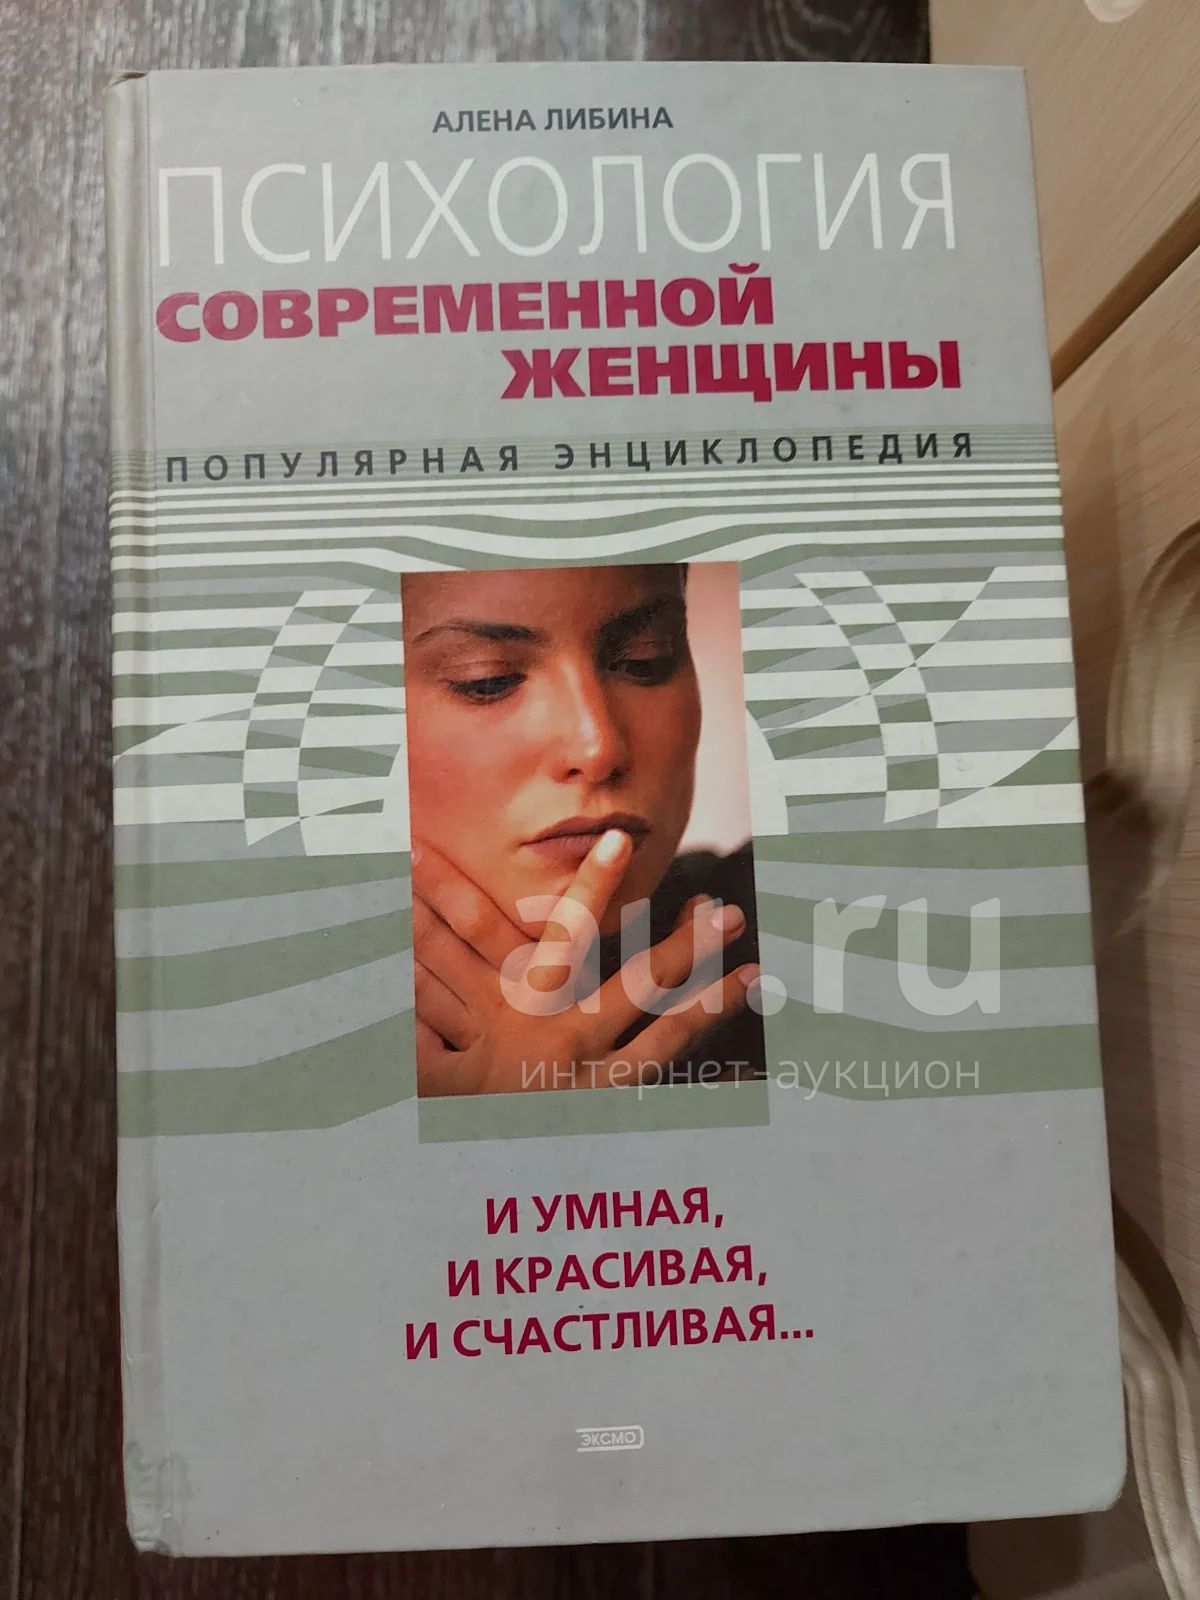 АЛЕНА ЛИБИНА
ПСИХОЛОГИЯ
СОВРЕМЕННОЙ
ЖЕНЩИНЫ
ПОПУЛЯРНАЯ ЭНЦИКЛОПЕДИЯ
au.ru
интернет-аукцион
И УМНАЯ,
И КРАСИВАЯ,
И СЧАСТЛИВАЯ...
ЭКСМО